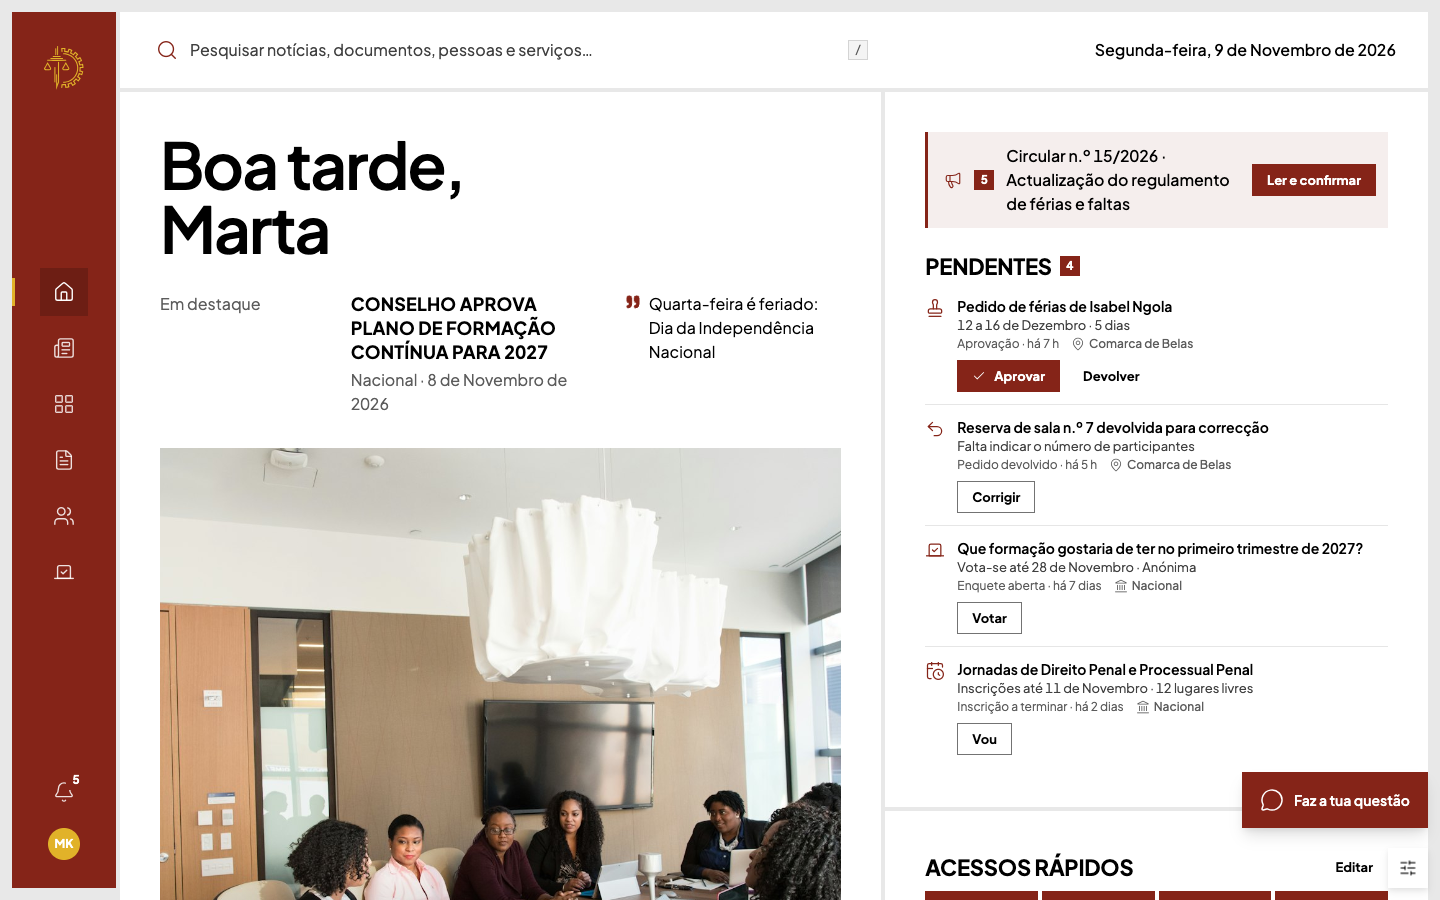 Pesquisar notícias, documentos, pessoas e serviços...
/
Segunda-feira, 9 de Novembro de 2026
Boa tarde,
Marta
Em destaque
CONSELHO APROVA
PLANO DE FORMAÇÃO
CONTÍNUA PARA 2027
Nacional · 8 de Novembro de
2026
Quarta-feira é feriado:
Dia da Independência
Nacional
5
Circular n.º 15/2026 ·
Actualização do regulamento
de férias e faltas
Ler e confirmar
PENDENTES 4
Pedido de férias de Isabel Ngola
12 a 16 de Dezembro · 5 dias
Aprovação · há 7 h Comarca de Belas
Aprovar Devolver
Reserva de sala n.º 7 devolvida para correcção
Falta indicar o número de participantes
Pedido devolvido · há 5 h Comarca de Belas
Corrigir
Que formação gostaria de ter no primeiro trimestre de 2027?
Vota-se até 28 de Novembro · Anónima
Enquete aberta · há 7 dias Nacional
Votar
Jornadas de Direito Penal e Processual Penal
Inscrições até 11 de Novembro · 12 lugares livres
Inscrição a terminar · há 2 dias Nacional
Vou
Faz a tua questão
ACESSOS RÁPIDOS
Editar
5
MK